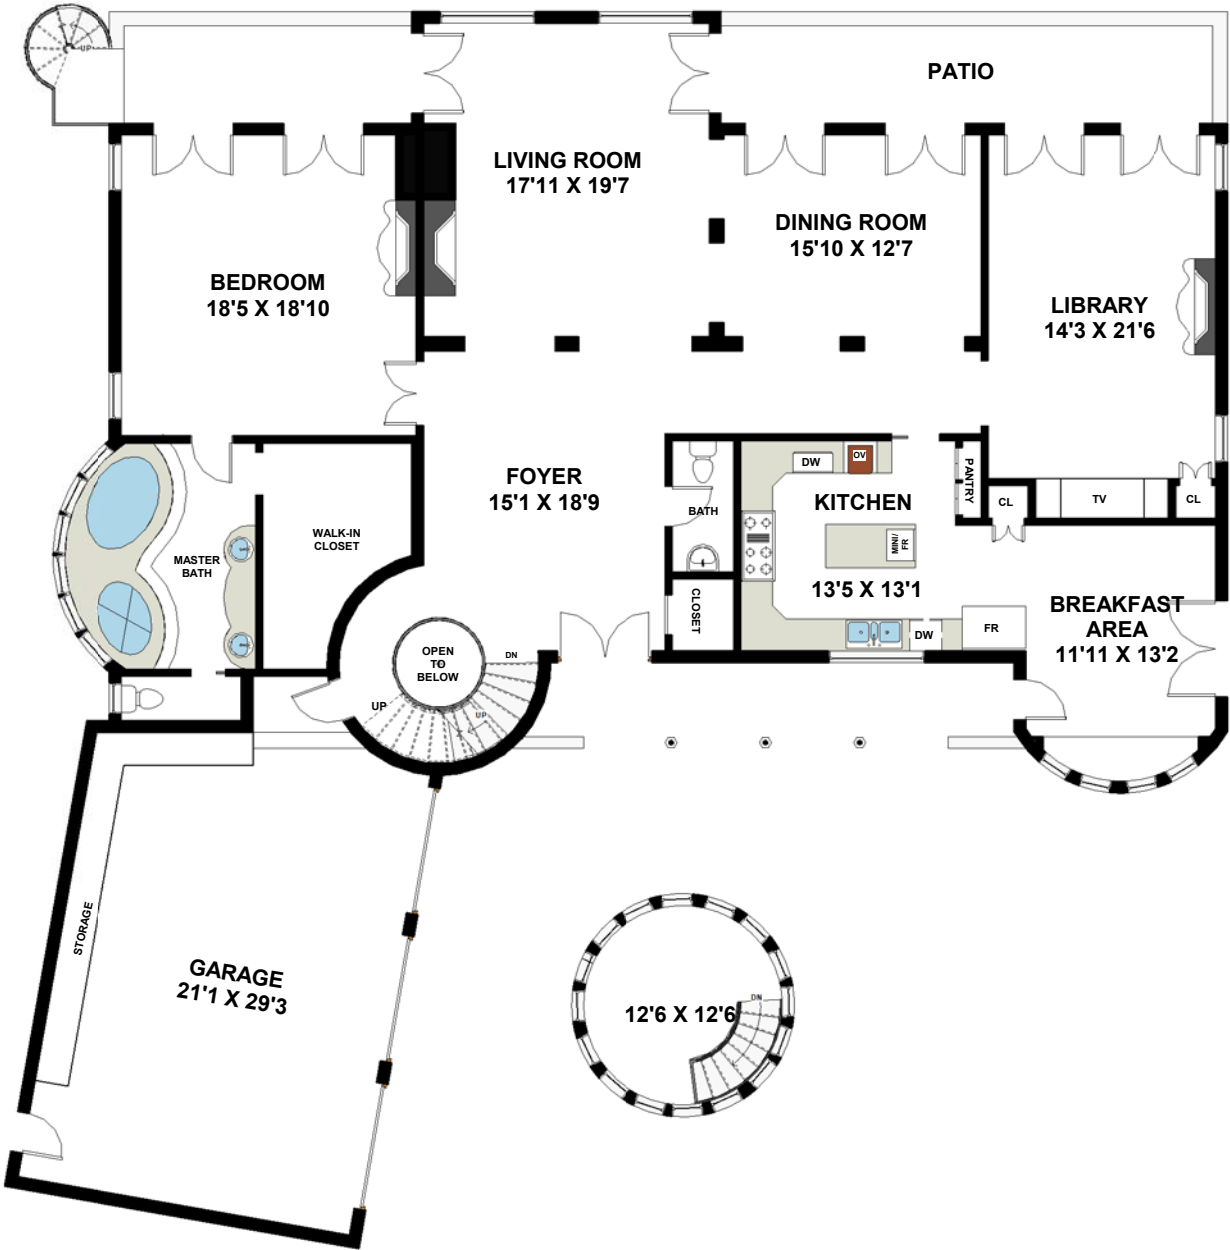 UP
PATIO
LIVING ROOM
17'11 X 19'7
DINING ROOM
15'10 X 12'7
BEDROOM
18'5 X 18'10
LIBRARY
14'3 X 21'6
FOYER
15'1 X 18'9
DW
OV
PANTRY
KITCHEN
13'5 X 13'1
MINI/
FR
CL
TV
CL
BATH
WALK-IN
CLOSET
MASTER
BATH
CLOSET
BREAKFAST
AREA
11'11 X 13'2
FR
DW
OPEN
TO
BELOW
DN
UP
UP
STORAGE
GARAGE
21'1 X 29'3
12'6 X 12'6
DN